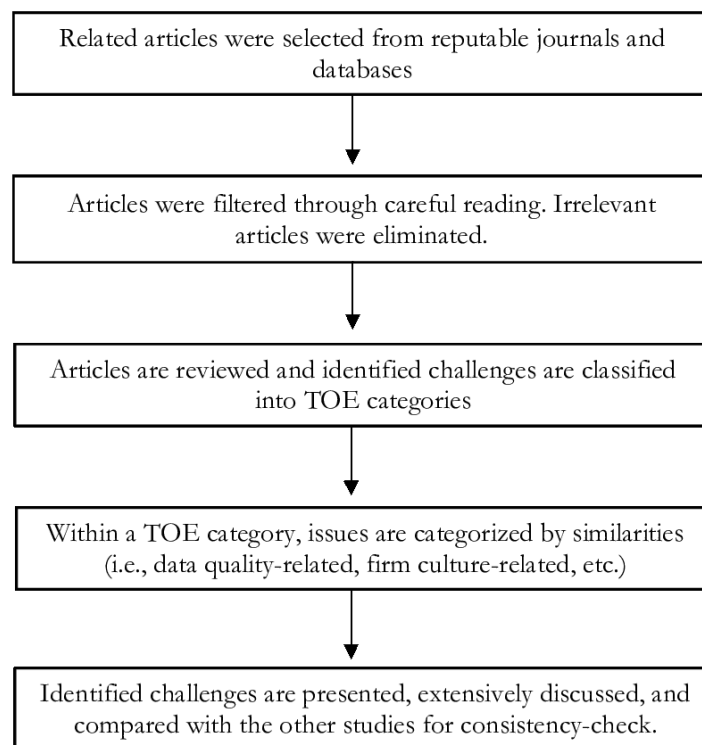 Related articles were selected from reputable journals and
databases
Articles were filtered through careful reading. Irrelevant
articles were eliminated.
Articles are reviewed and identified challenges are classified
into TOE categories
Within a TOE category, issues are categorized by similarities
(i.e., data quality-related, firm culture-related, etc.)
Identified challenges are presented, extensively discussed, and
compared with the other studies for consistency-check.